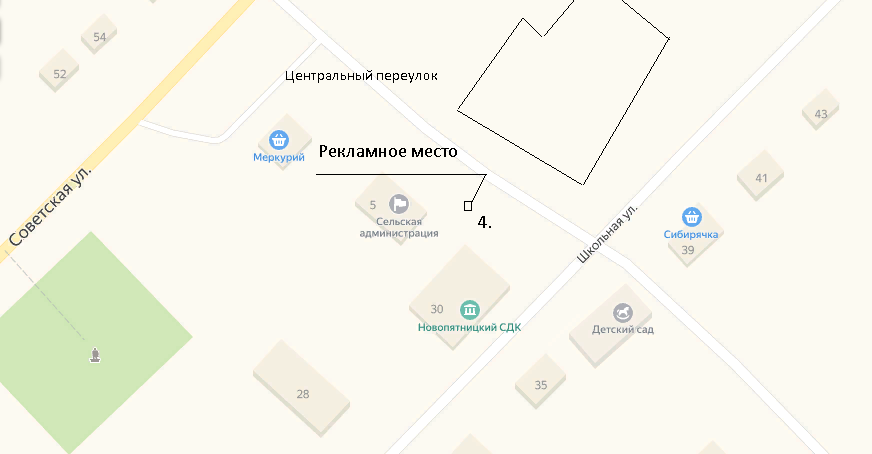 54
52
Центральный переулок
43
Меркурий
Рекламное место
41
Советская ул.
5
Сельская
администрация
4.
Школьная ул.
Сибирячка
39
30
Новопятницкий СДК
Детский сад
35
28